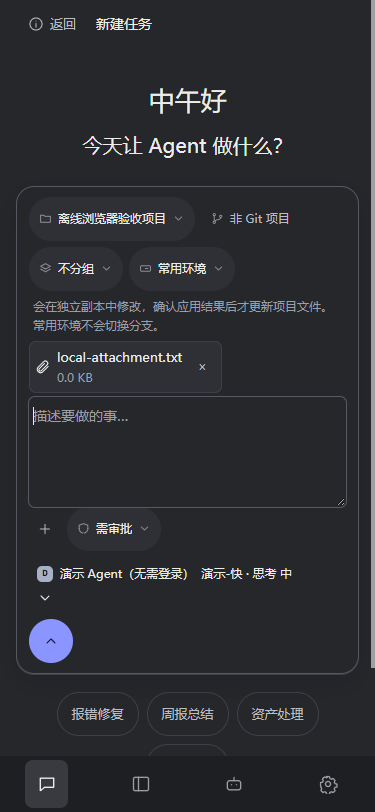 返回 新建任务
中午好
今天让 Agent 做什么?
离线浏览器验收项目 非 Git 项目
不分组 常用环境
会在独立副本中修改，确认应用结果后才更新项目文件。
常用环境不会切换分支。
local-attachment.txt ×
0.0 KB
描述要做的事...
+ 需审批
D 演示 Agent（无需登录） 演示-快 · 思考 中
报错修复 周报总结 资产处理